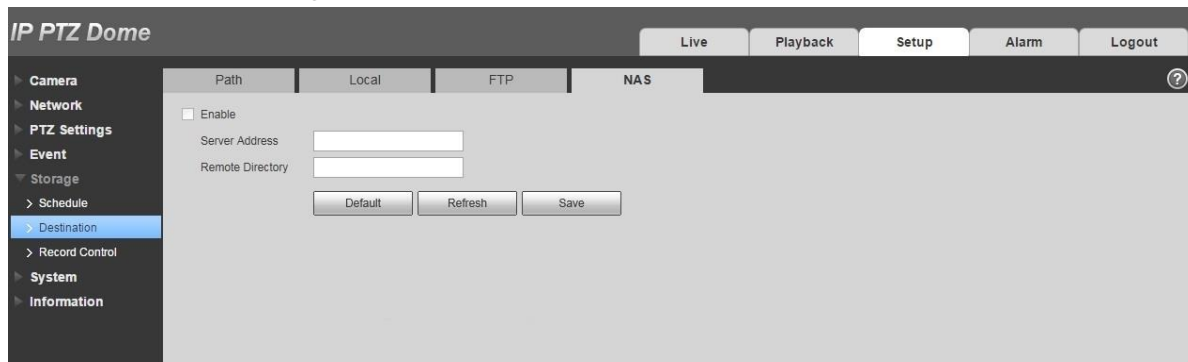 IP PTZ Dome
Live Playback Setup Alarm Logout
Camera
Network
PTZ Settings
Event
Storage
> Schedule
> Destination
> Record Control
System
Information
Path Local FTP NAS ?
Enable
Server Address
Remote Directory
Default Refresh Save